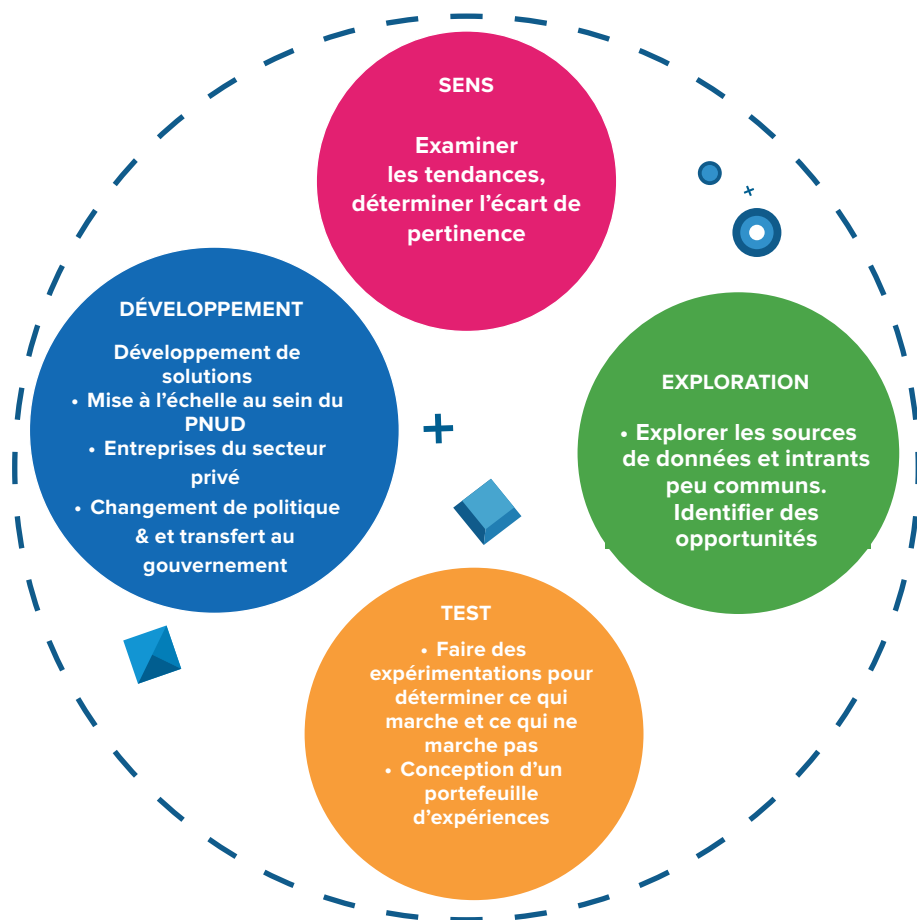 SENS
Examiner
les tendances,
déterminer l'écart de
pertinence
DÉVELOPPEMENT
Développement de
solutions
• Mise à l'échelle au sein du
PNUD
• Entreprises du secteur
privé
• Changement de politique
& et transfert au
gouvernement
EXPLORATION
• Explorer les sources
de données et intrants
peu communs.
Identifier des
opportunités
TEST
• Faire des
expérimentations pour
déterminer ce qui
marche et ce qui ne
marche pas
• Conception d'un
portefeuille
d'expériences